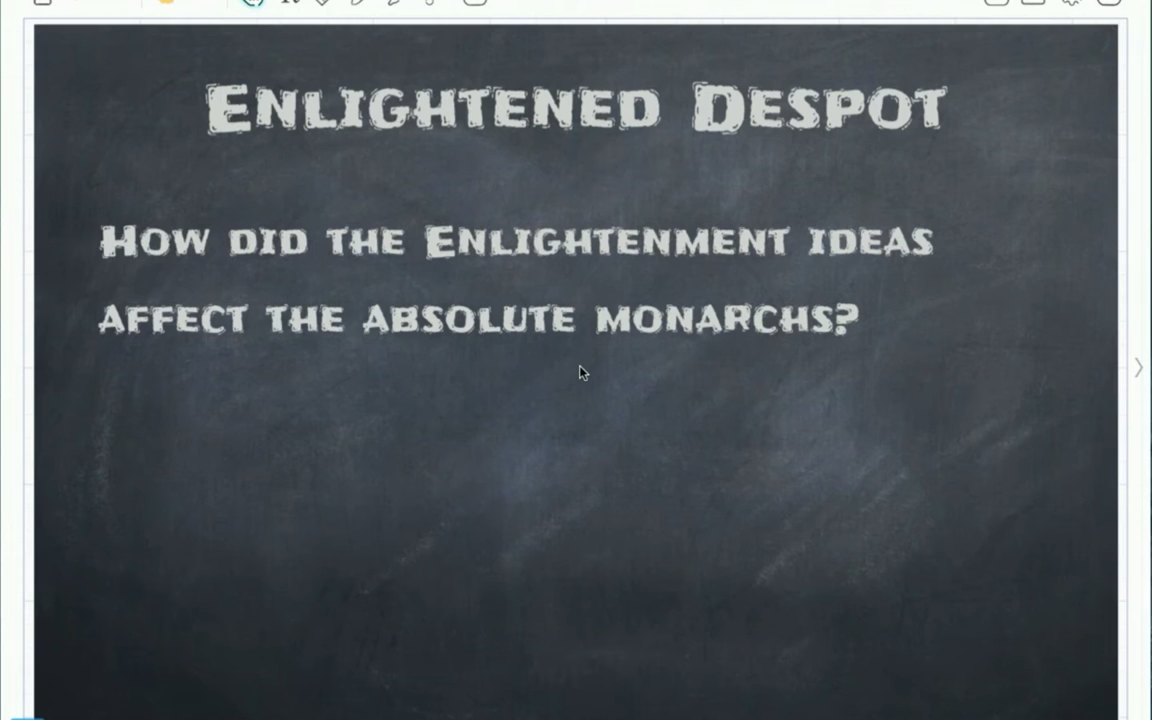 Enlightened Despot
How did the Enlightenment ideas
affect the absolute monarchs?